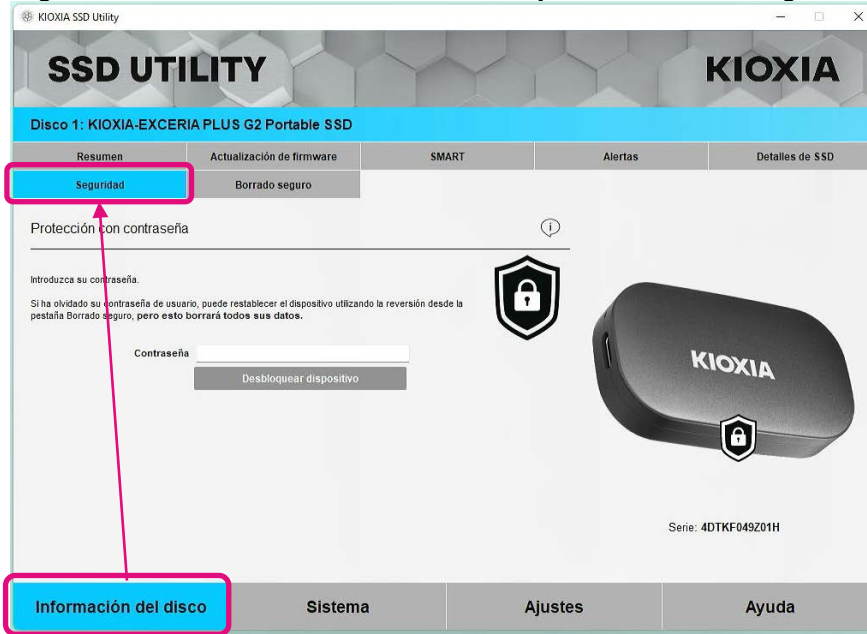 KIOXIA SSD Utility
SSD UTILITY
KIOXIA
Disco 1: KIOXIA-EXCERIA PLUS G2 Portable SSD
Resumen
Actualización de firmware
SMART
Alertas
Detalles de SSD
Seguridad
Borrado seguro
Protección con contraseña
Introduzca su contraseña.
Si ha olvidado su contraseña de usuario, puede restablecer el dispositivo utilizando la reversión desde la
pestaña Borrado seguro, pero esto borrará todos sus datos.
Contraseña
Desbloquear dispositivo
KIOXIA
Serie: 4DTKF049Z01H
Información del disco
Sistema
Ajustes
Ayuda